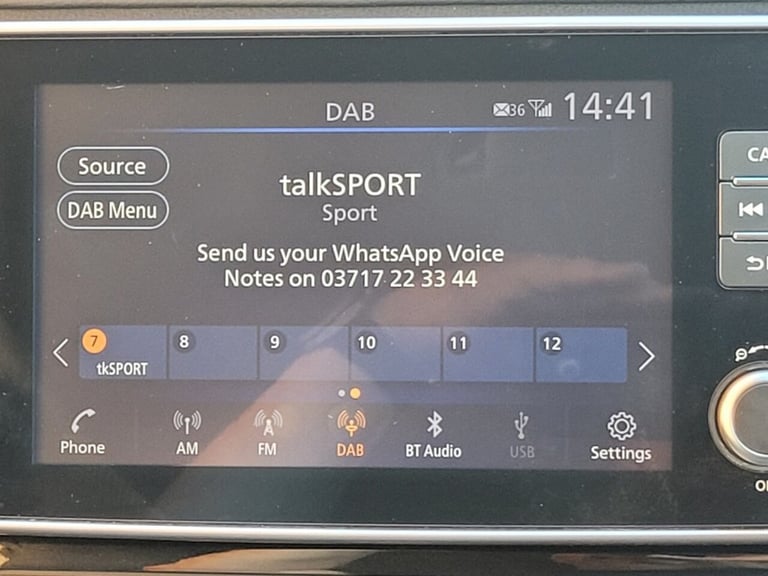 DAB
36
14:41
Source
DAB Menu
talkSPORT
Sport
Send us your WhatsApp Voice
Notes on 03717 22 33 44
7 8 9 10 11 12
tkSPORT
Phone AM FM DAB BT Audio USB Settings